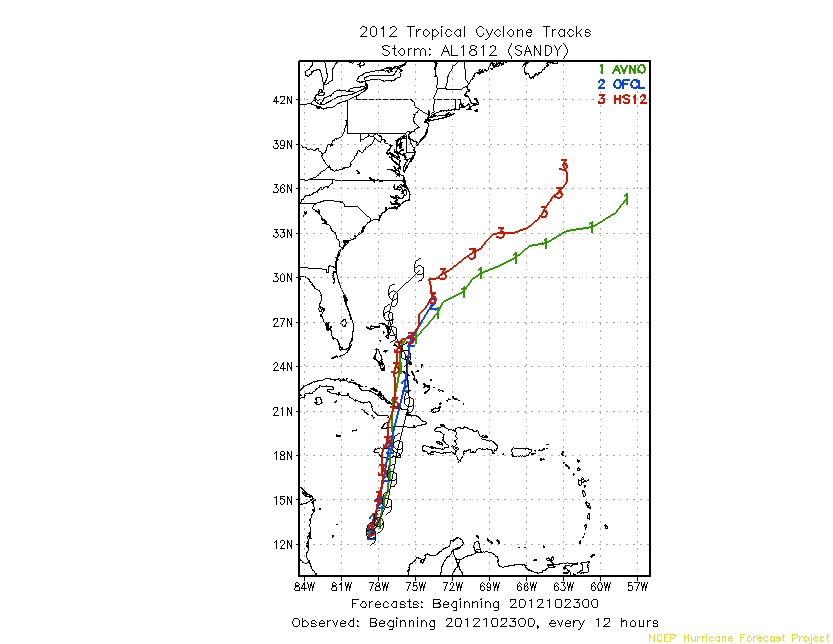 2012 Tropical Cyclone Tracks
Storm: AL1812 (SANDY)
1 AVNO
2 OFCL
3 HS12
42N
39N
36N
33N
30N
27N
24N
21N
18N
15N
12N
84W 81W 78W 75W 72W 69W 66W 63W 60W 57W
Forecasts: Beginning 2012102300
Observed: Beginning 2012102300, every 12 hours
NCEP Hurricane Forecast Project